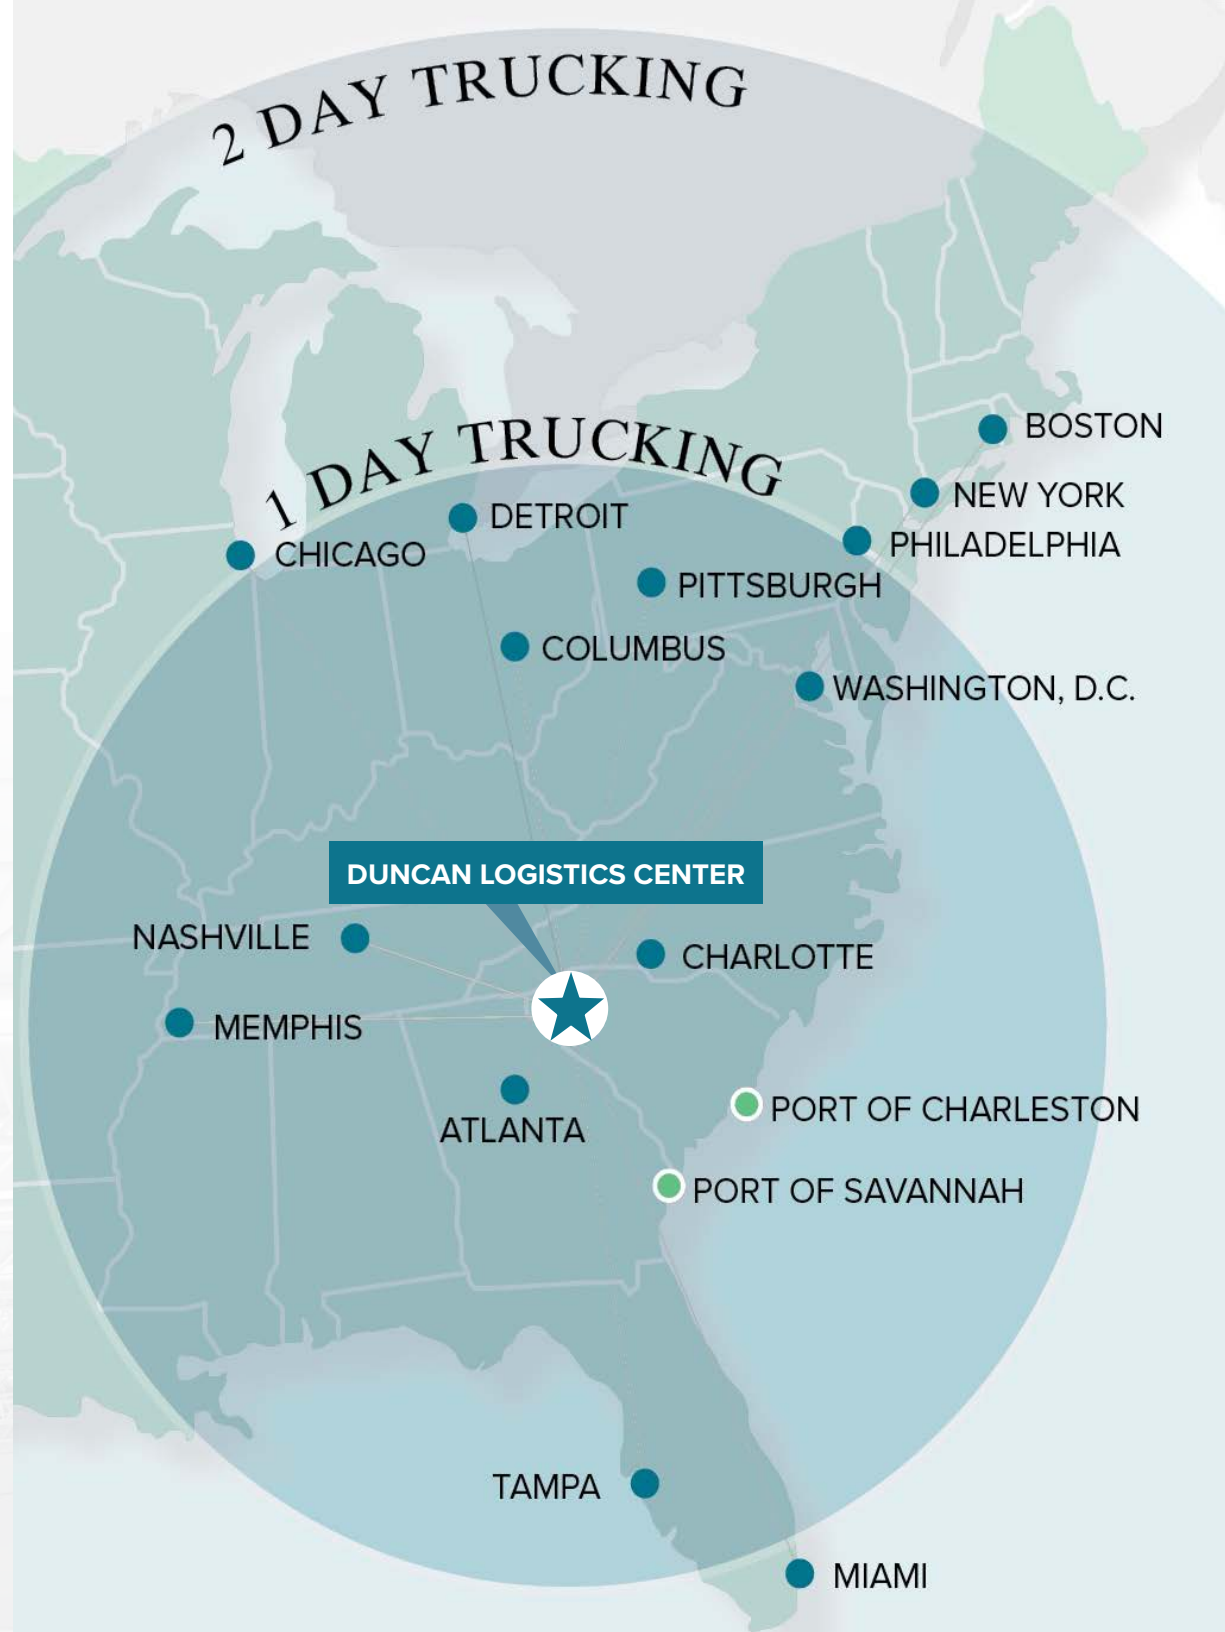 2 DAY TRUCKING
1 DAY TRUCKING
BOSTON
NEW YORK
DETROIT
PHILADELPHIA
CHICAGO
PITTSBURGH
COLUMBUS
WASHINGTON, D.C.
DUNCAN LOGISTICS CENTER
NASHVILLE
CHARLOTTE
MEMPHIS
PORT OF CHARLESTON
ATLANTA
PORT OF SAVANNAH
TAMPA
MIAMI